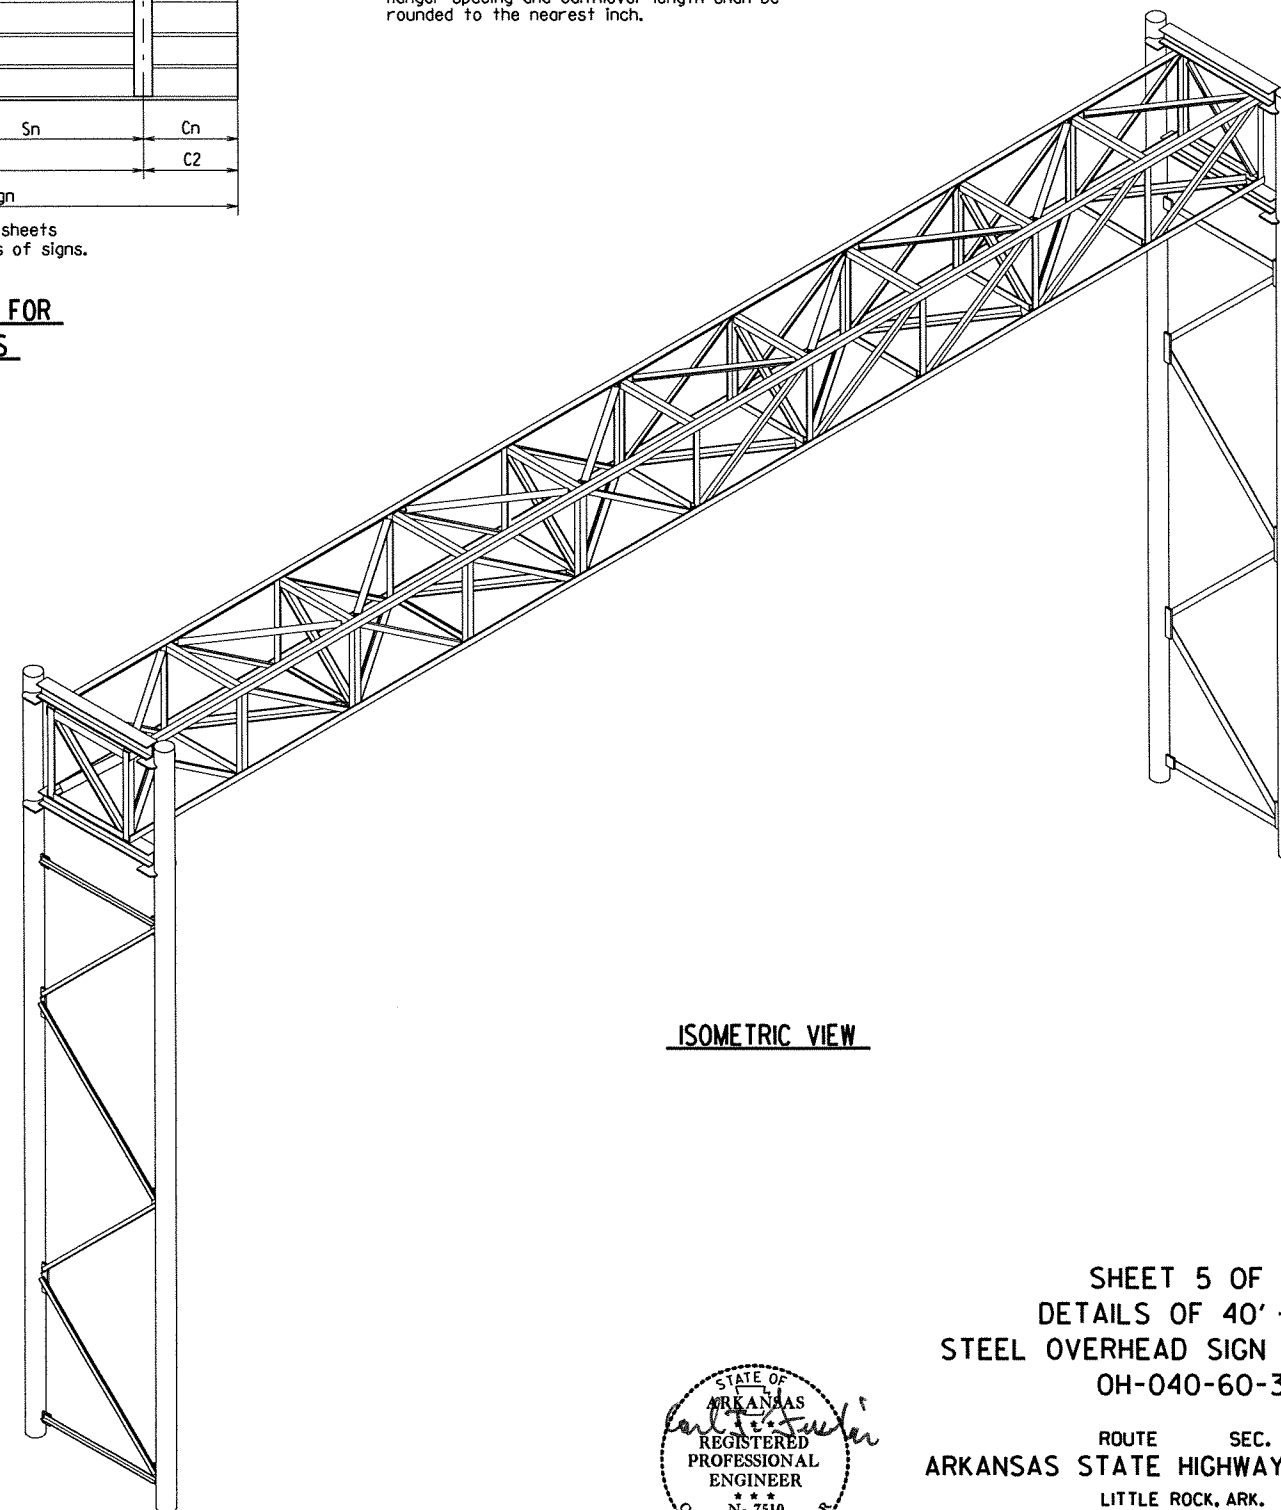 rounded to the nearest inch.
Sn
Cn
C2
gn
sheets
s of signs.
FOR
S
ISOMETRIC VIEW
SHEET 5 OF
DETAILS OF 40' -
STEEL OVERHEAD SIGN
OH-040-60-3
ROUTE SEC.
ARKANSAS STATE HIGHWAY
LITTLE ROCK, ARK.
STATE OF
ARKANSAS
★ ★ ★
REGISTERED
PROFESSIONAL
ENGINEER
★ ★ ★
No. 7510